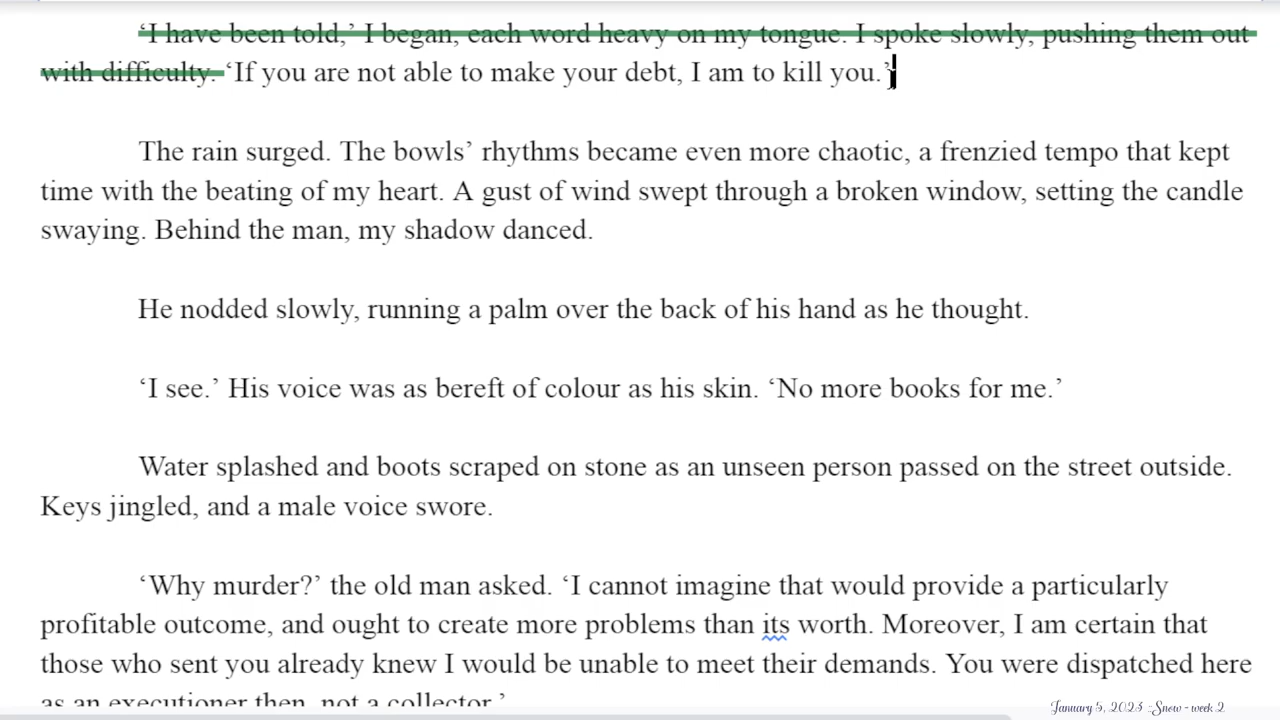 ‘I have been told,’ I began, each word heavy on my tongue. I spoke slowly, pushing them out
with difficulty. ‘If you are not able to make your debt, I am to kill you.’
The rain surged. The bowls’ rhythms became even more chaotic, a frenzied tempo that kept
time with the beating of my heart. A gust of wind swept through a broken window, setting the candle
swaying. Behind the man, my shadow danced.
He nodded slowly, running a palm over the back of his hand as he thought.
‘I see.’ His voice was as bereft of colour as his skin. ‘No more books for me.’
Water splashed and boots scraped on stone as an unseen person passed on the street outside.
Keys jingled, and a male voice swore.
‘Why murder?’ the old man asked. ‘I cannot imagine that would provide a particularly
profitable outcome, and ought to create more problems than its worth. Moreover, I am certain that
those who sent you already knew I would be unable to meet their demands. You were dispatched here
as an executioner then, not a collector.’
January 5, 2023 :Snow - week 2